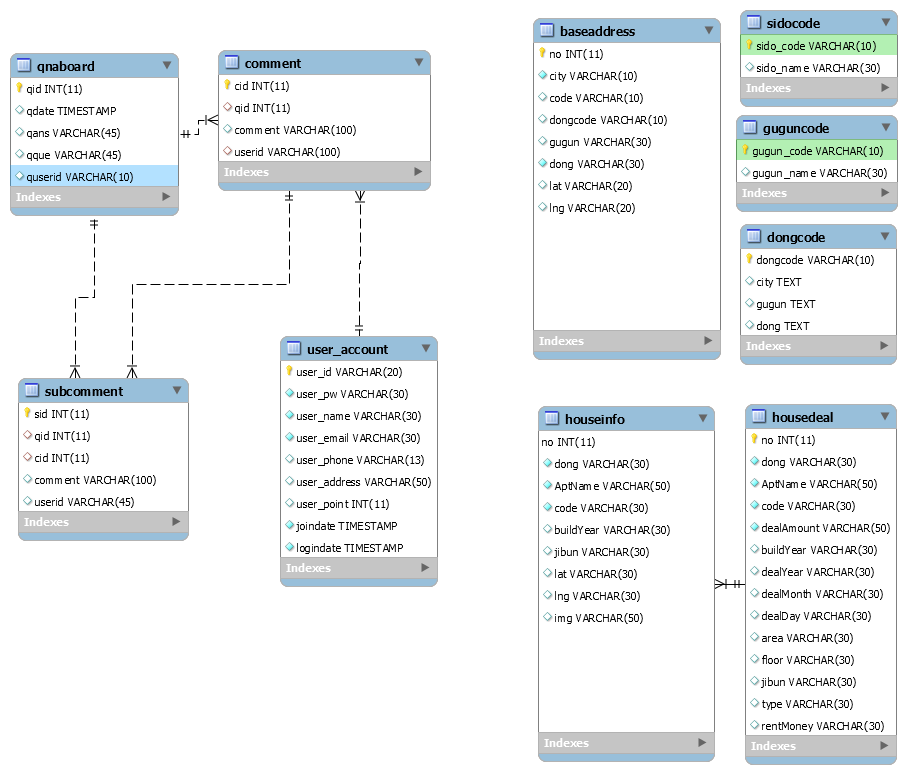 qnaboard
qid INT(11)
qdate TIMESTAMP
qans VARCHAR(45)
qque VARCHAR(45)
quserid VARCHAR(10)
Indexes
comment
cid INT(11)
qid INT(11)
comment VARCHAR(100)
userid VARCHAR(100)
Indexes
subcomment
sid INT(11)
qid INT(11)
cid INT(11)
comment VARCHAR(100)
userid VARCHAR(45)
Indexes
user_account
user_id VARCHAR(20)
user_pw VARCHAR(30)
user_name VARCHAR(30)
user_email VARCHAR(30)
user_phone VARCHAR(13)
user_address VARCHAR(50)
user_point INT(11)
joindate TIMESTAMP
logindate TIMESTAMP
Indexes
baseaddress
no INT(11)
city VARCHAR(10)
code VARCHAR(10)
dongcode VARCHAR(10)
gugun VARCHAR(30)
dong VARCHAR(30)
lat VARCHAR(20)
lng VARCHAR(20)
Indexes
sidocode
sido_code VARCHAR(10)
sido_name VARCHAR(30)
Indexes
guguncode
gugun_code VARCHAR(10)
gugun_name VARCHAR(30)
Indexes
dongcode
dongcode VARCHAR(10)
city TEXT
gugun TEXT
dong TEXT
Indexes
houseinfo
no INT(11)
dong VARCHAR(30)
AptName VARCHAR(50)
code VARCHAR(30)
buildYear VARCHAR(30)
jibun VARCHAR(30)
lat VARCHAR(30)
lng VARCHAR(30)
img VARCHAR(50)
Indexes
housedeal
no INT(11)
dong VARCHAR(30)
AptName VARCHAR(50)
code VARCHAR(30)
dealAmount VARCHAR(50)
buildYear VARCHAR(30)
dealYear VARCHAR(30)
dealMonth VARCHAR(30)
dealDay VARCHAR(30)
area VARCHAR(30)
floor VARCHAR(30)
jibun VARCHAR(30)
type VARCHAR(30)
rentMoney VARCHAR(30)
Indexes